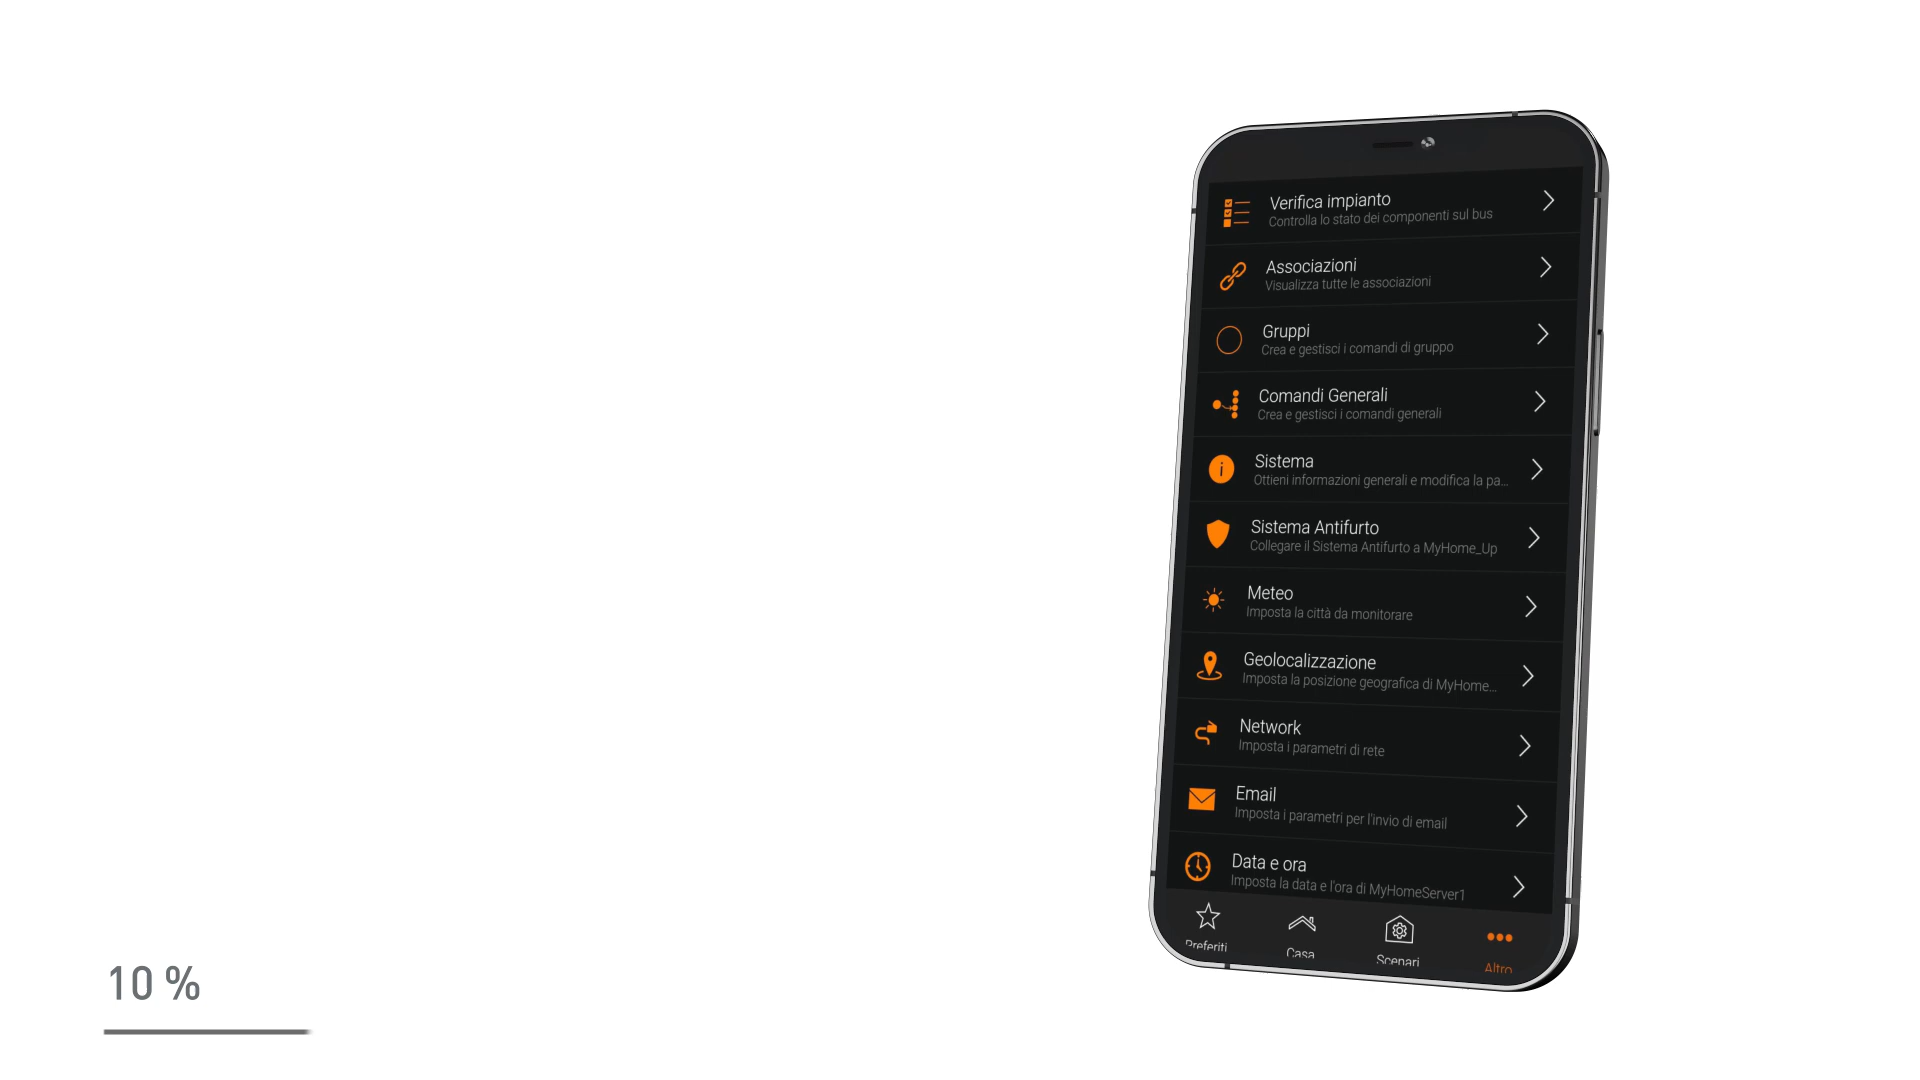 Verifica impianto
Controlla lo stato dei componenti sul bus
Associazioni
Visualizza tutte le associazioni
Gruppi
Crea e gestisci i comandi di gruppo
Comandi Generali
Crea e gestisci i comandi generali
Sistema
Ottieni informazioni generali e modifica la pa...
Sistema Antifurto
Collegare il Sistema Antifurto a MyHome_Up
Meteo
Imposta la città da monitorare
Geolocalizzazione
Imposta la posizione geografica di MyHome...
Network
Imposta i parametri di rete
Email
Imposta i parametri per l'invio di email
Data e ora
Imposta la data e l'ora di MyHomeServer1
Preferiti Casa Scenari Altro
10 %